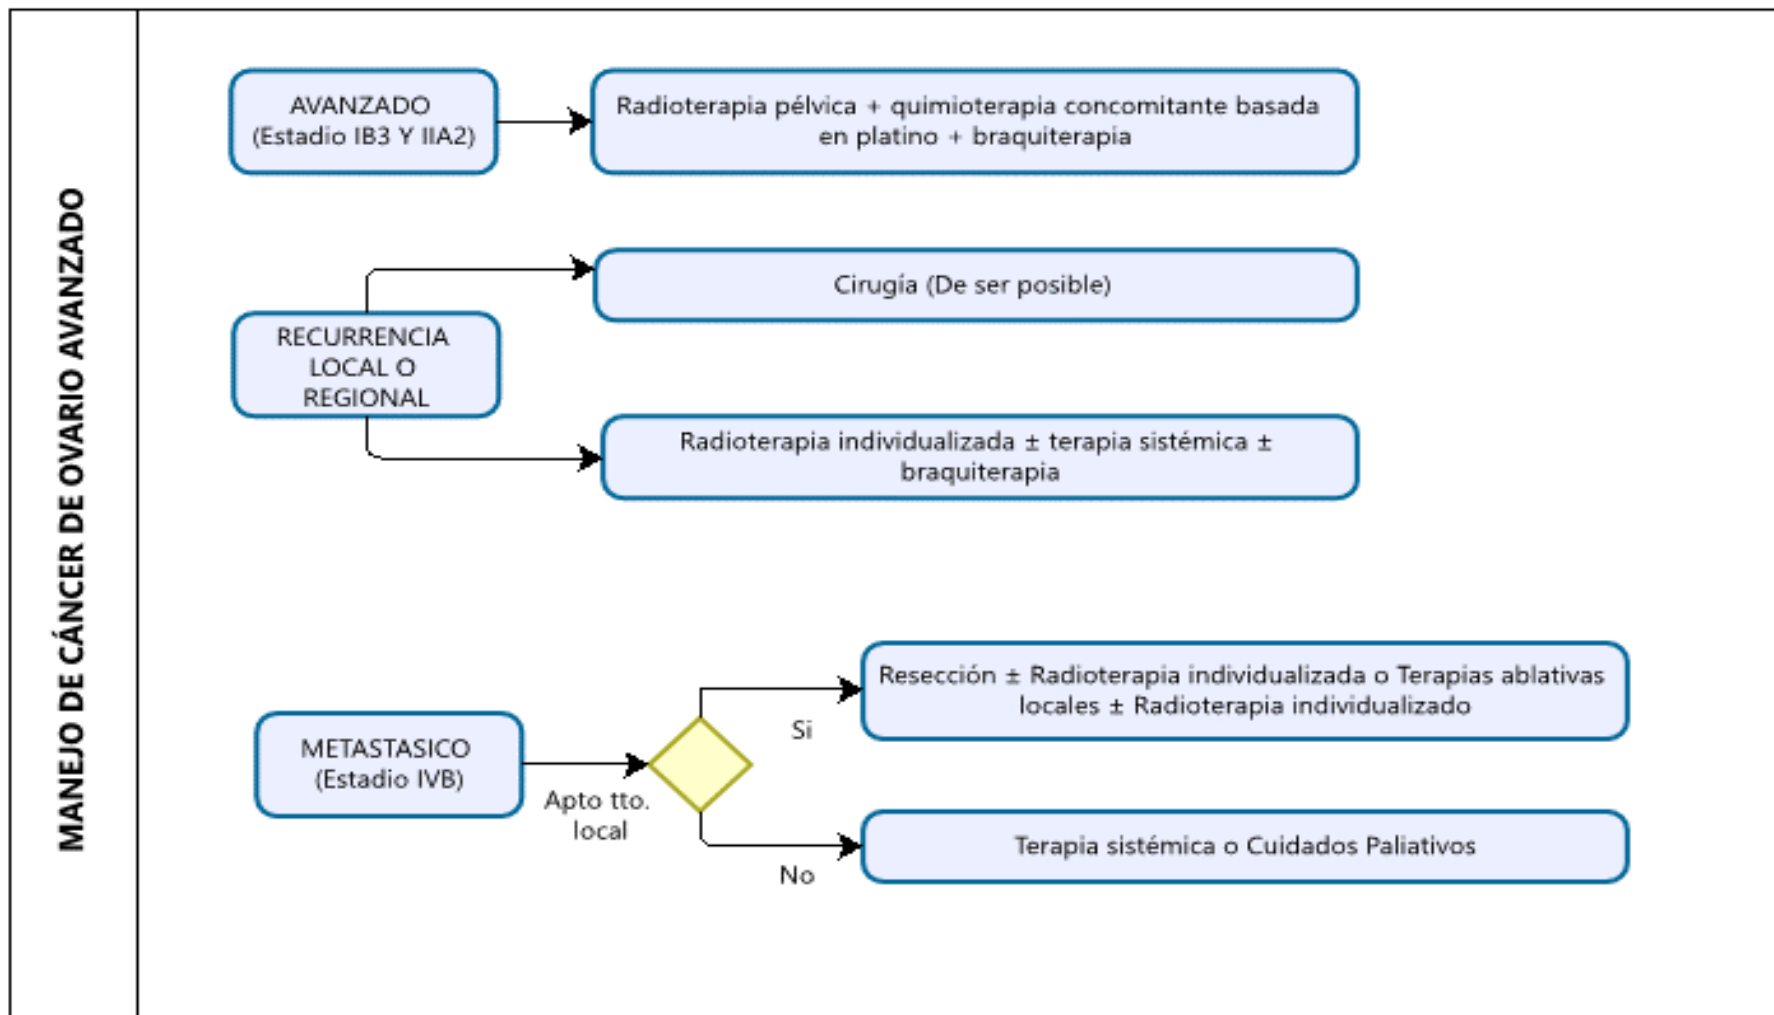 MANEJO DE CÁNCER DE OVARIO AVANZADO
AVANZADO
(Estadio IB3 Y IIA2)
Radioterapia pélvica + quimioterapia concomitante basada
en platino + braquiterapia
Cirugía (De ser posible)
RECURRENCIA
LOCAL O
REGIONAL
Radioterapia individualizada ± terapia sistémica ±
braquiterapia
METASTASICO
(Estadio IVB)
Apto tto.
local
Si
Resección ± Radioterapia individualizada o Terapias ablativas
locales ± Radioterapia individualizado
No
Terapia sistémica o Cuidados Paliativos